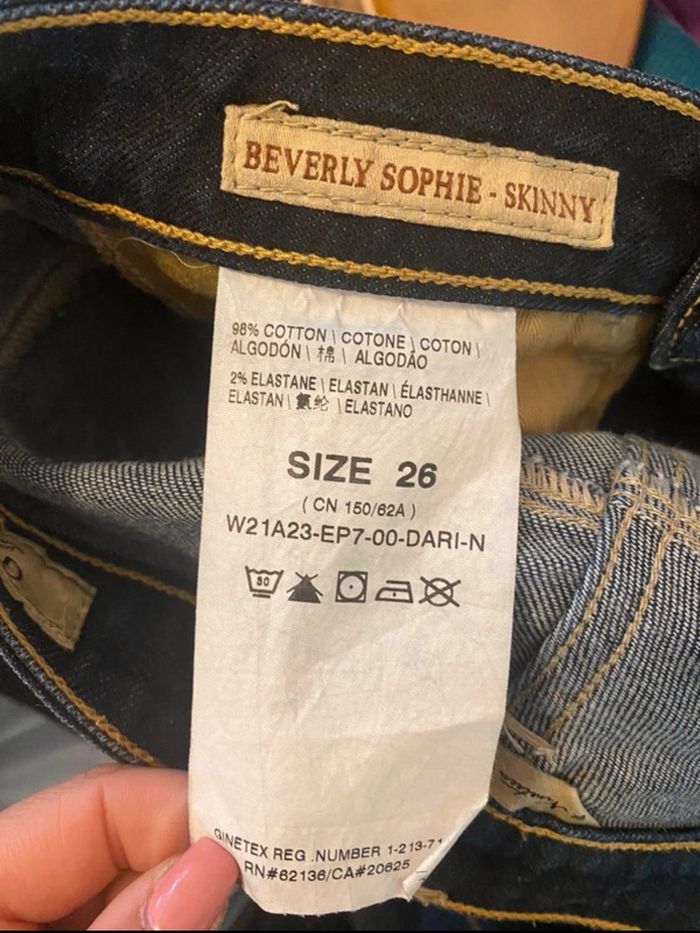 BEVERLY SOPHIE - SKINNY
98% COTTON \ COTONE \ COTON \
ALGODÓN \ 棉 \ ALGODÃO
2% ELASTANE \ ELASTAN \ ÉLASTHANNE \
ELASTAN \ 氨纶 \ ELASTANO
SIZE 26
( CN 150/62A )
W21A23-EP7-00-DARI-N
30
GINETEX REG .NUMBER 1-213-71
RN#62136/CA#20625